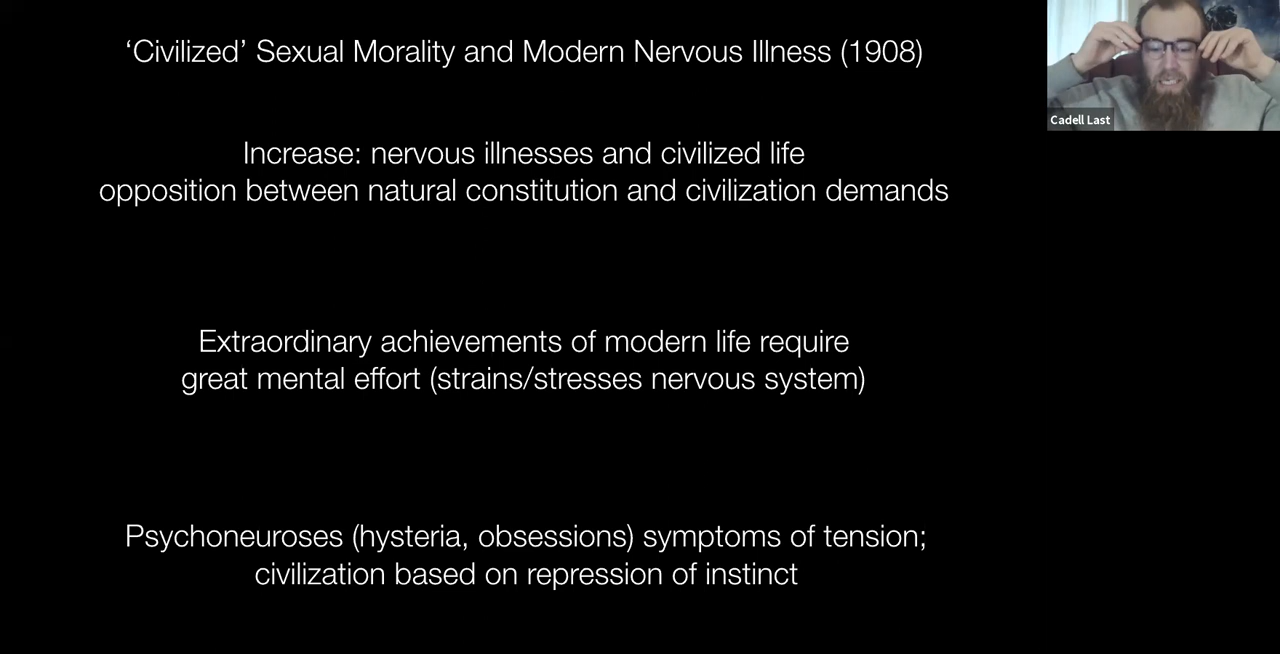 ‘Civilized’ Sexual Morality and Modern Nervous Illness (1908)
Cadell Last
Increase: nervous illnesses and civilized life
opposition between natural constitution and civilization demands
Extraordinary achievements of modern life require
great mental effort (strains/stresses nervous system)
Psychoneuroses (hysteria, obsessions) symptoms of tension;
civilization based on repression of instinct